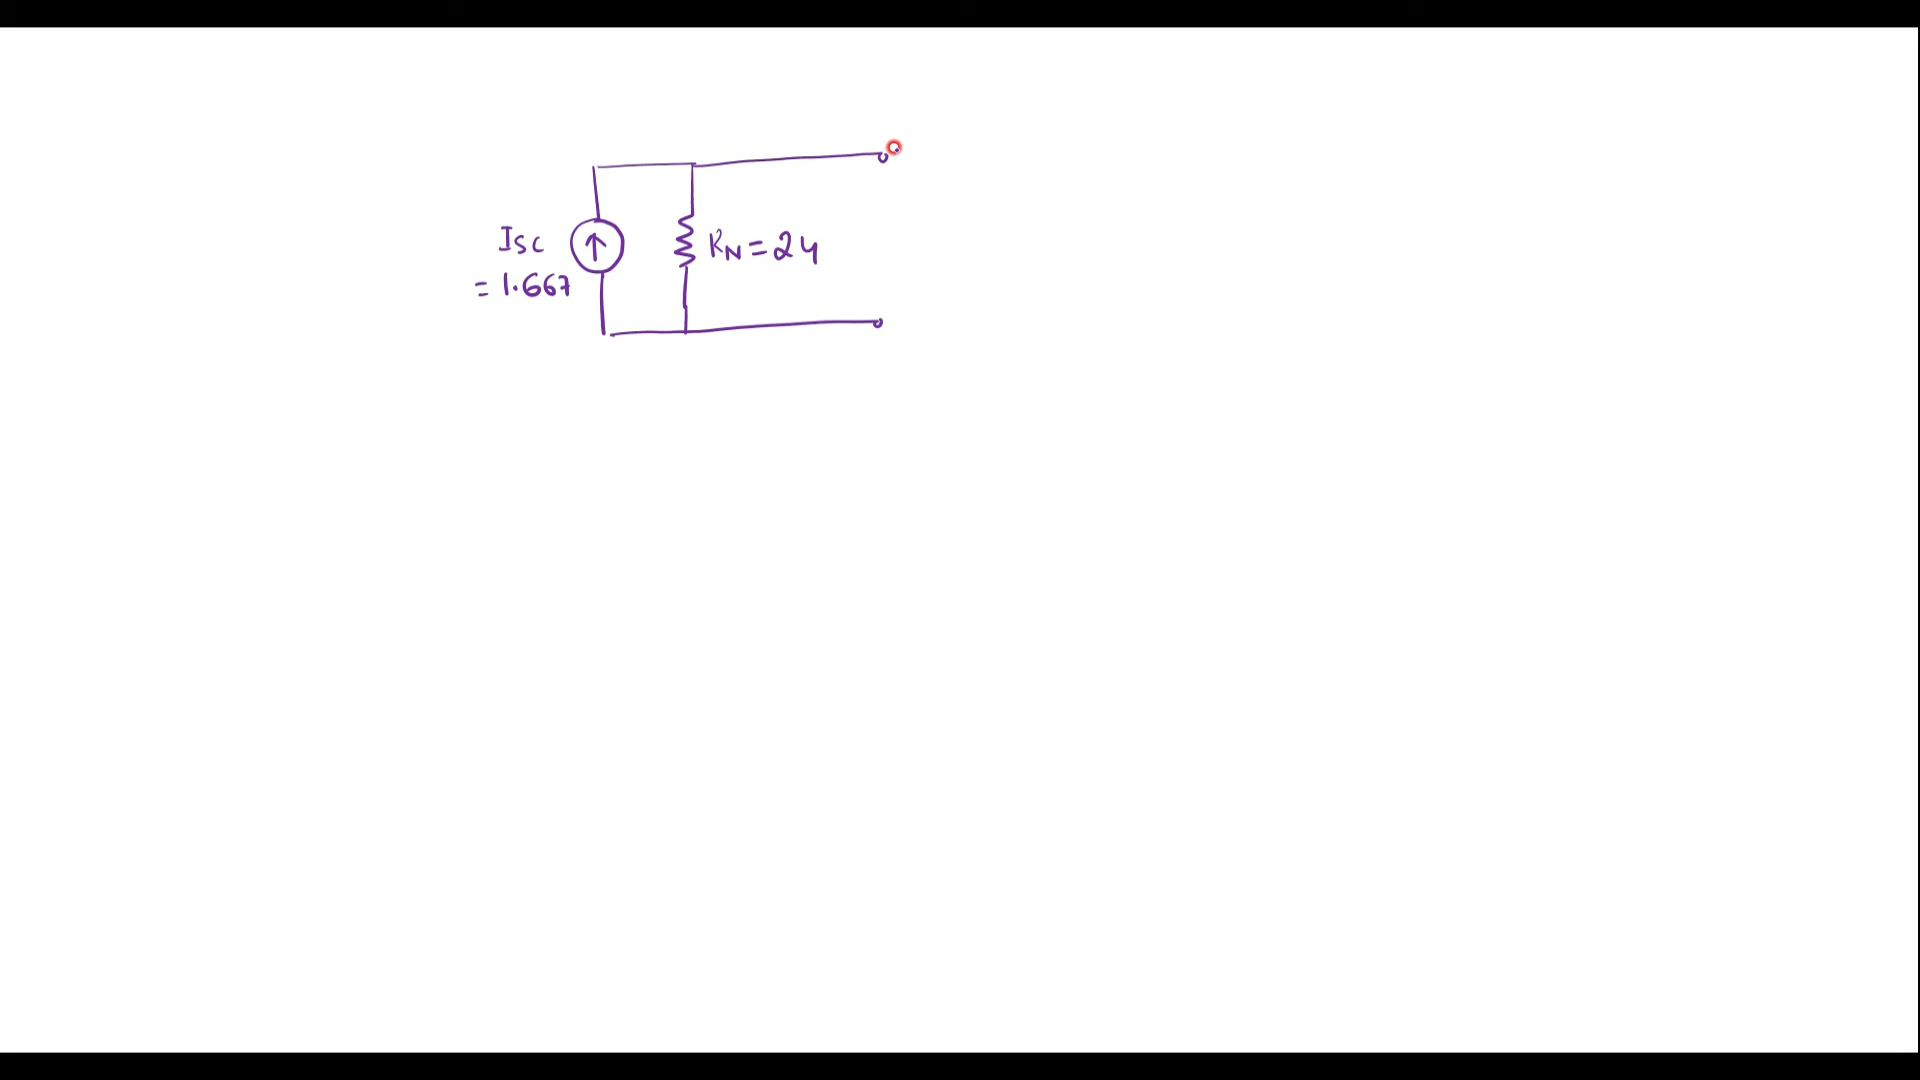 Isc
= 1.667
RN = 24